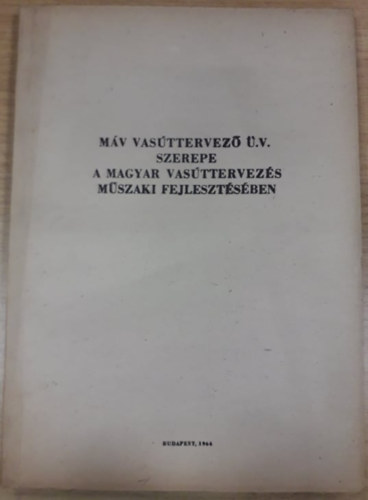 MÁV VASÚTTERVEZŐ Ü.V.
SZEREPE
A MAGYAR VASÚTTERVEZÉS
MŰSZAKI FEJLESZTÉSÉBEN
BUDAPEST, 1964